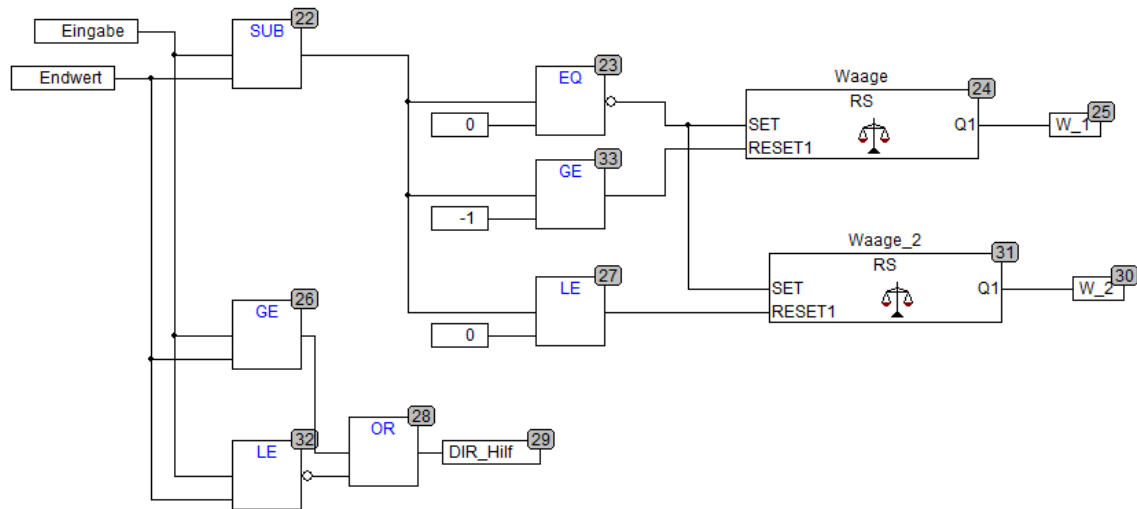 Eingabe
Endwert
SUB
22
EQ
23
0
GE
33
-1
LE
27
0
Waage
RS
24
SET
RESET1
Q1
W_1
25
Waage_2
RS
31
SET
RESET1
Q1
W_2
30
GE
26
LE
32
OR
28
DIR_Hilf
29